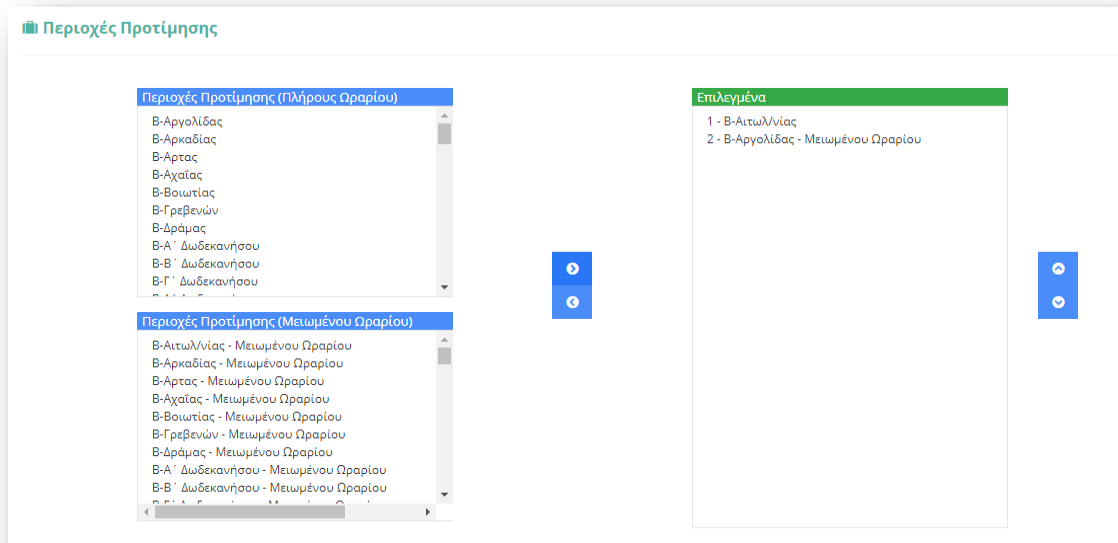 Περιοχές Προτίμησης
Περιοχές Προτίμησης (Πλήρους Ωραρίου)
Β-Αργολίδας
Β-Αρκαδίας
Β-Αρτας
Β-Αχαΐας
Β-Βοιωτίας
Β-Γρεβενών
Β-Δράμας
Β-Α΄ Δωδεκανήσου
Β-Β΄ Δωδεκανήσου
Β-Γ΄ Δωδεκανήσου
Περιοχές Προτίμησης (Μειωμένου Ωραρίου)
Β-Αιτωλ/νίας - Μειωμένου Ωραρίου
Β-Αρκαδίας - Μειωμένου Ωραρίου
Β-Αρτας - Μειωμένου Ωραρίου
Β-Αχαΐας - Μειωμένου Ωραρίου
Β-Βοιωτίας - Μειωμένου Ωραρίου
Β-Γρεβενών - Μειωμένου Ωραρίου
Β-Δράμας - Μειωμένου Ωραρίου
Β-Α΄ Δωδεκανήσου - Μειωμένου Ωραρίου
Β-Β΄ Δωδεκανήσου - Μειωμένου Ωραρίου
Επιλεγμένα
1 - Β-Αιτωλ/νίας
2 - Β-Αργολίδας - Μειωμένου Ωραρίου